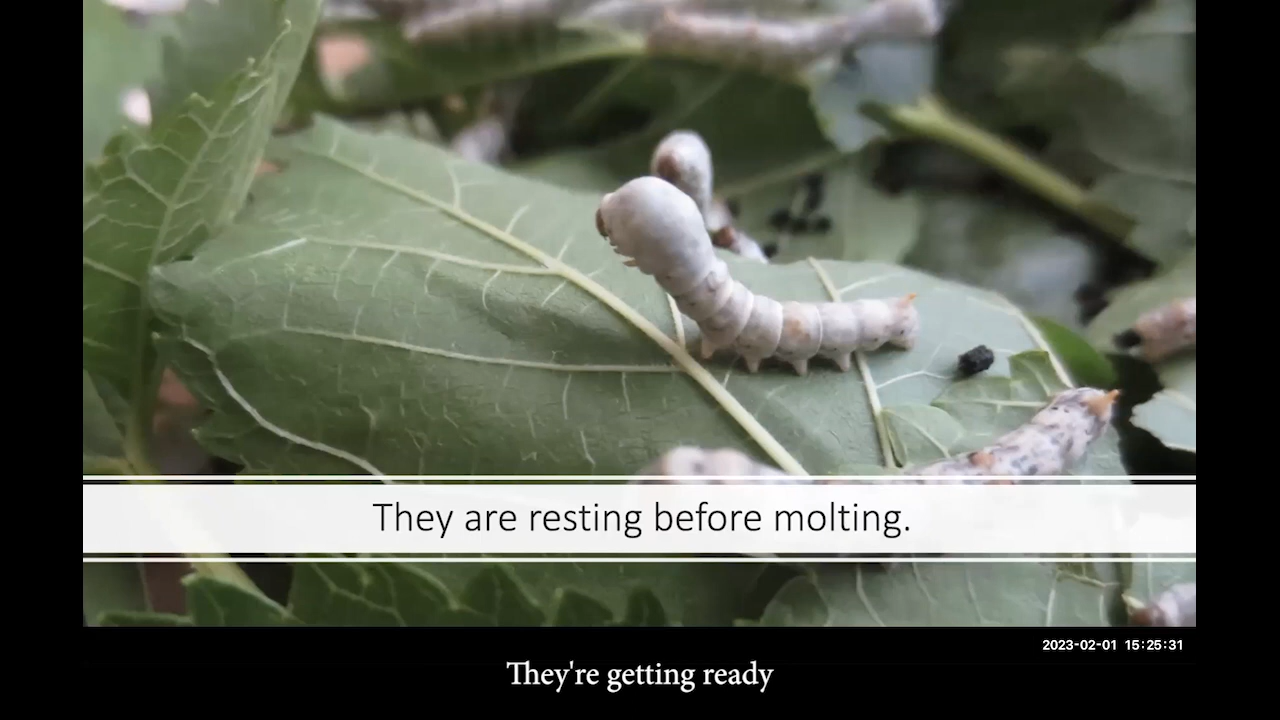 They are resting before molting.
2023-02-01 15:25:31
They're getting ready